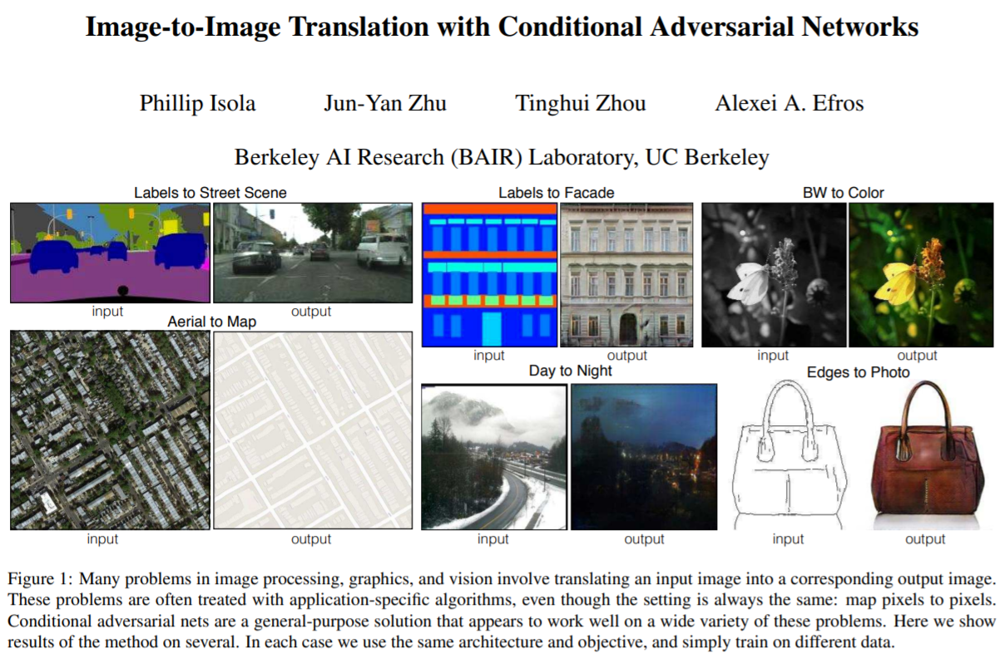 Image-to-Image Translation with Conditional Adversarial Networks
Phillip Isola Jun-Yan Zhu Tinghui Zhou Alexei A. Efros
Berkeley AI Research (BAIR) Laboratory, UC Berkeley
Labels to Street Scene
input output
Aerial to Map
input output
Labels to Facade
input output
Day to Night
input output
BW to Color
input output
Edges to Photo
input output
Figure 1: Many problems in image processing, graphics, and vision involve translating an input image into a corresponding output image.
These problems are often treated with application-specific algorithms, even though the setting is always the same: map pixels to pixels.
Conditional adversarial nets are a general-purpose solution that appears to work well on a wide variety of these problems. Here we show
results of the method on several. In each case we use the same architecture and objective, and simply train on different data.